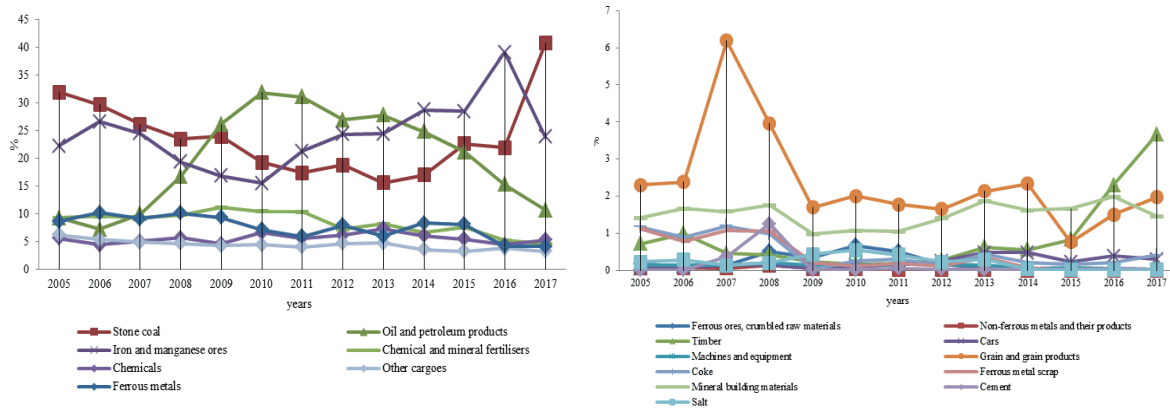 45
40
35
30
25
20
15
10
5
0
%
2005 2006 2007 2008 2009 2010 2011 2012 2013 2014 2015 2016 2017
years
Stone coal
Oil and petroleum products
Iron and manganese ores
Chemical and mineral fertilisers
Chemicals
Other cargoes
Ferrous metals
7
6
5
4
3
2
1
0
%
2005 2006 2007 2008 2009 2010 2011 2012 2013 2014 2015 2016 2017
years
Ferrous ores, crumbled raw materials
Non-ferrous metals and their products
Timber
Cars
Machines and equipment
Grain and grain products
Coke
Ferrous metal scrap
Mineral building materials
Cement
Salt